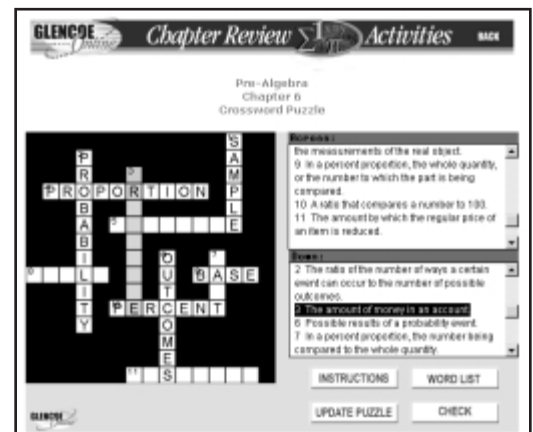 GLENCOE Online
Chapter Review Activities
BACK
Pre-Algebra
Chapter 6
Crossword Puzzle
SAMPLE
PROBABILITY
PROPORTION
OUTCOMES
BASE
PERCENT
Across:
the measurements of the real object.
9 In a percent proportion, the whole quantity,
or the number to which the part is being
compared.
10 A ratio that compares a number to 100.
11 The amount by which the regular price of
an item is reduced.
Down:
2 The ratio of the number of ways a certain
event can occur to the number of possible
outcomes.
3 The amount of money in an account.
6 Possible results of a probability event.
7 In a percent proportion, the number being
compared to the whole quantity.
INSTRUCTIONS
WORD LIST
UPDATE PUZZLE
CHECK
GLENCOE